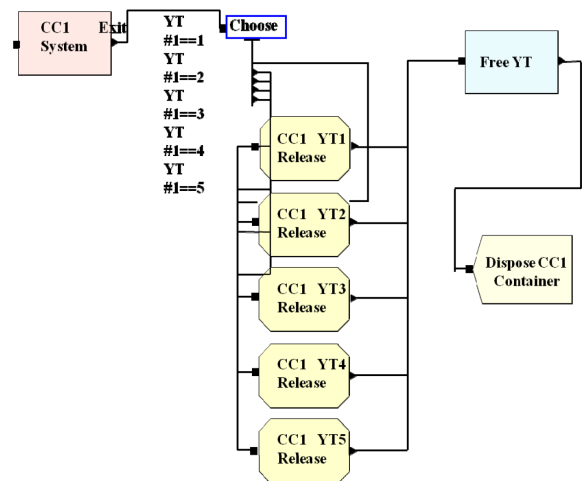 CC1
System
Exit
YT
#1==1
YT
#1==2
YT
#1==3
YT
#1==4
YT
#1==5
Choose
CC1 YT1
Release
CC1 YT2
Release
CC1 YT3
Release
CC1 YT4
Release
CC1 YT5
Release
Free YT
Dispose CC1
Container